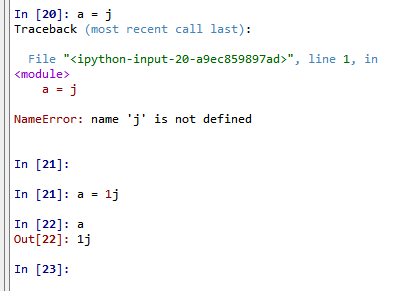 In [20]: a = j
Traceback (most recent call last):
File "<ipython-input-20-a9ec859897ad>", line 1, in
<module>
a = j
NameError: name 'j' is not defined
In [21]:
In [21]: a = 1j
In [22]: a
Out[22]: 1j
In [23]: